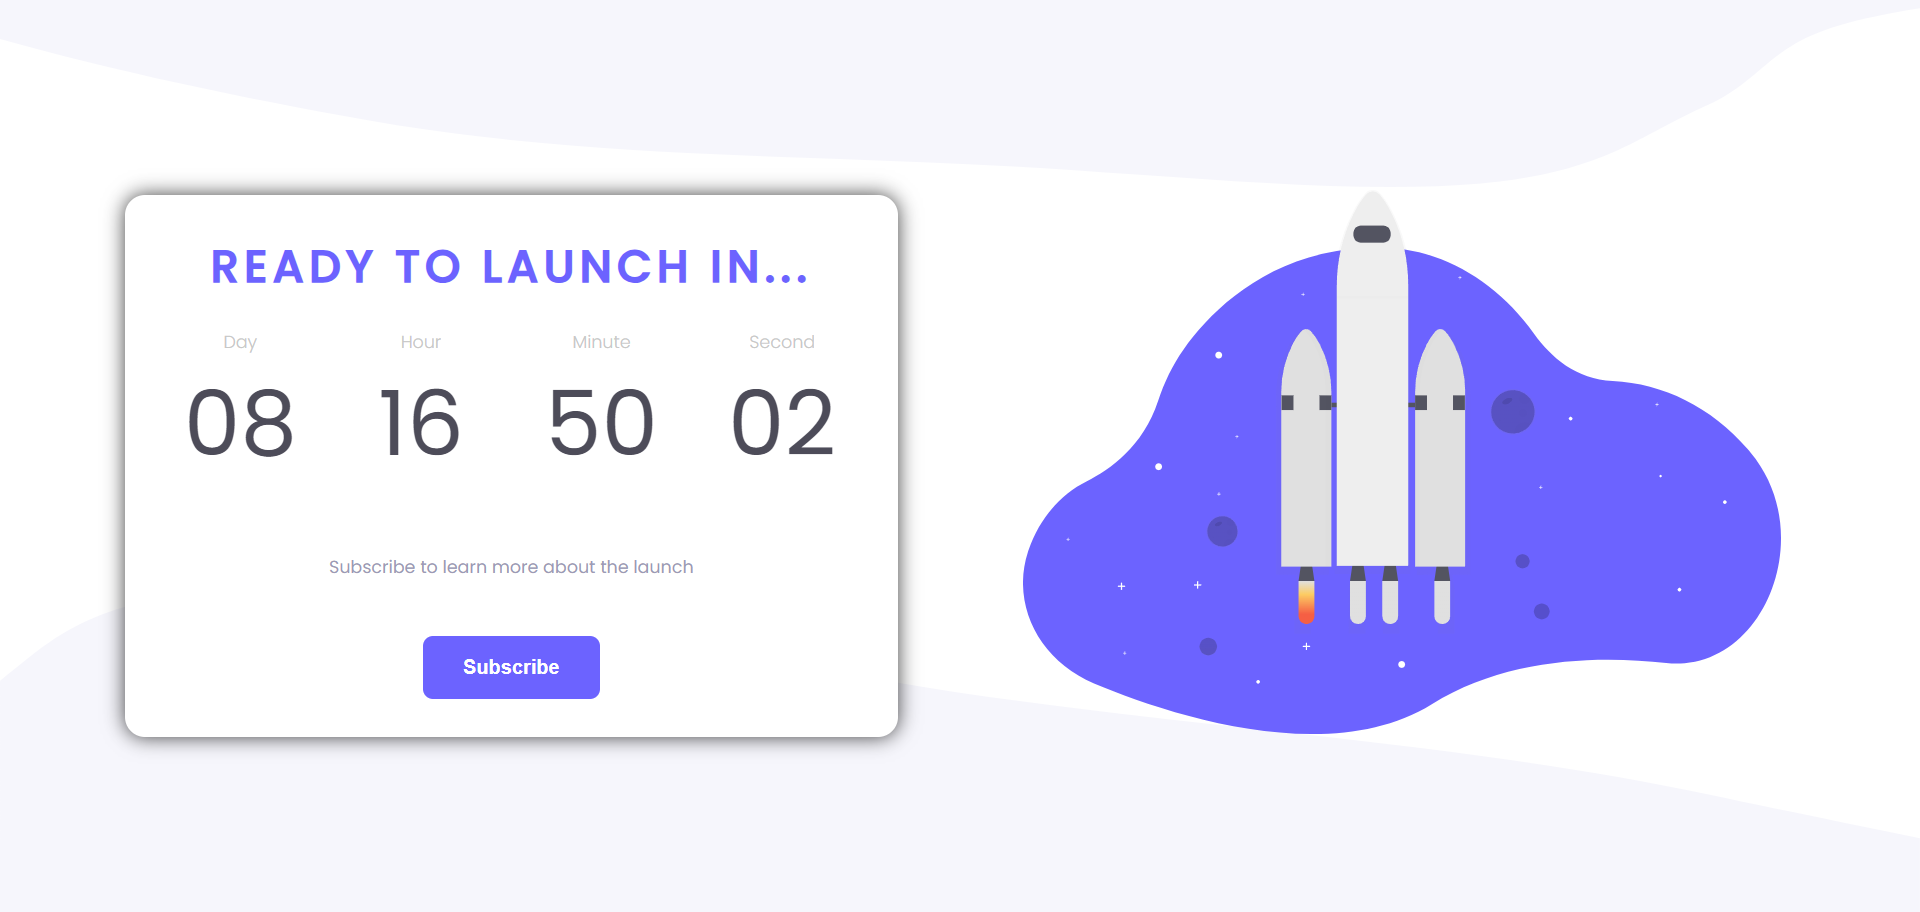 READY TO LAUNCH IN...
Day Hour Minute Second
08 16 50 02
Subscribe to learn more about the launch
Subscribe